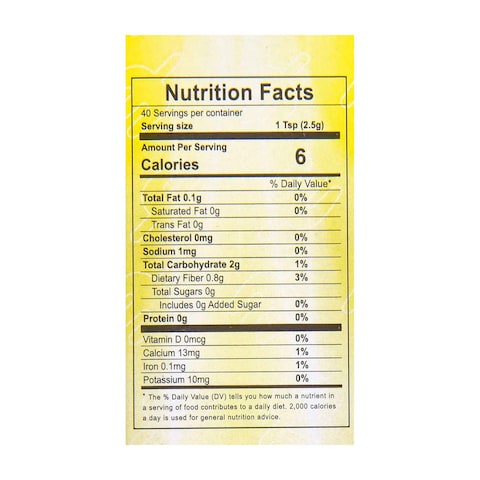 Nutrition Facts
40 Servings per container
Serving size 1 Tsp (2.5g)
Amount Per Serving
Calories 6
% Daily Value*
Total Fat 0.1g 0%
Saturated Fat 0g 0%
Trans Fat 0g
Cholesterol 0mg 0%
Sodium 1mg 0%
Total Carbohydrate 2g 1%
Dietary Fiber 0.8g 3%
Total Sugars 0g
Includes 0g Added Sugar 0%
Protein 0g 0%
Vitamin D 0mcg 0%
Calcium 13mg 1%
Iron 0.1mg 1%
Potassium 10mg 0%
* The % Daily Value (DV) tells you how much a nutrient in
a serving of food contributes to a daily diet. 2,000 calories
a day is used for general nutrition advice.